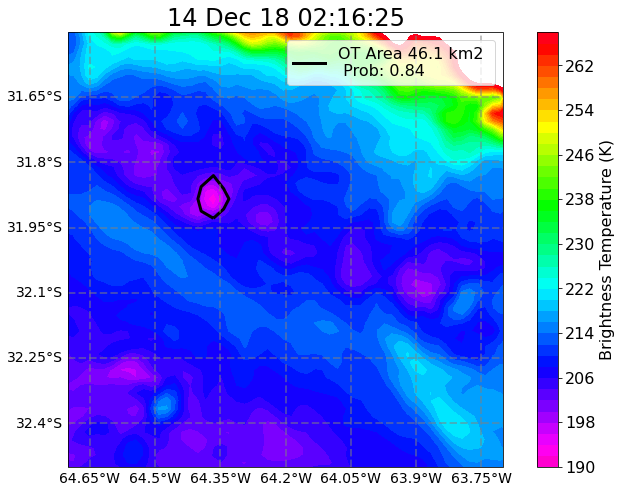 14 Dec 18 02:16:25
OT Area 46.1 km2
Prob: 0.84
31.65°S
31.8°S
31.95°S
32.1°S
32.25°S
32.4°S
64.65°W 64.5°W 64.35°W 64.2°W 64.05°W 63.9°W 63.75°W
262
254
246
238
230
222
214
206
198
190
Brightness Temperature (K)